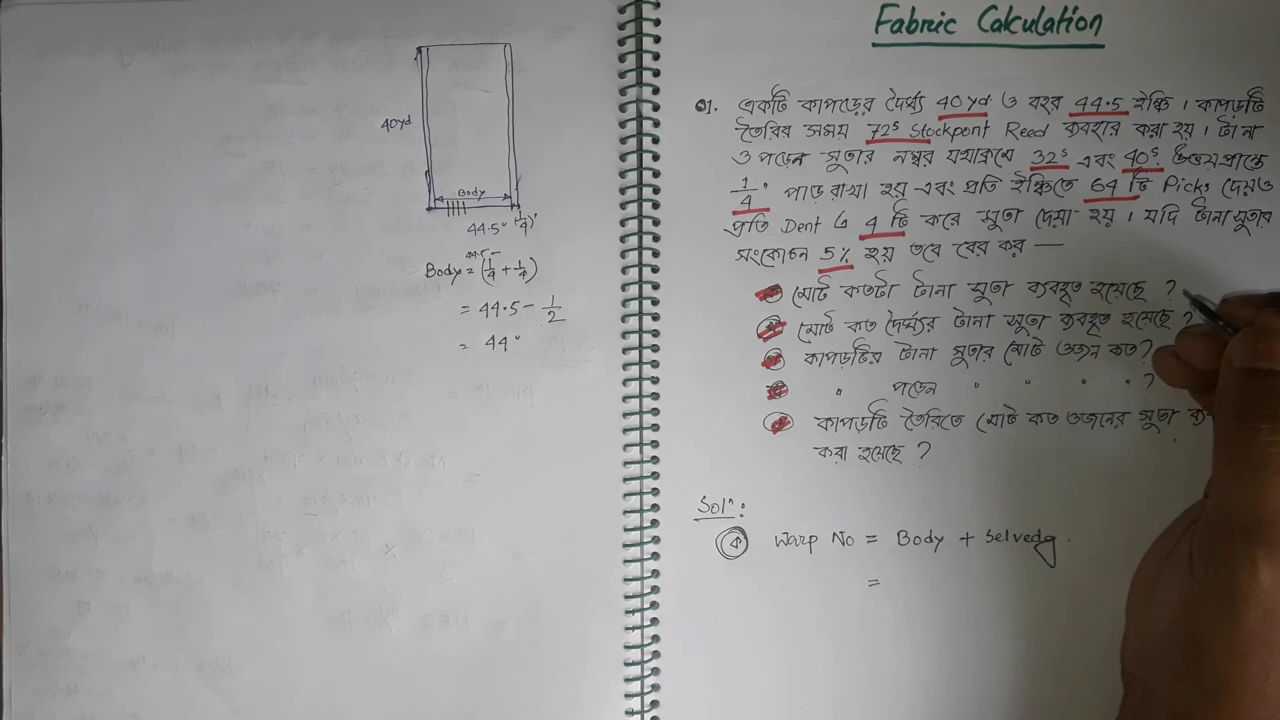 40yd
Body
44.5" (1/4)"
44.5 -
Body = (1/4 + 1/4)
= 44.5 - 1/2
= 44"
Fabric Calculation
01. একটি কাপড়ের দৈর্ঘ্য 40 yd ও বহর 44.5 ইঞ্চি । কাপড়টি
তৈরির সময় 72s Stockport Reed ব্যবহার করা হয় । টানা
ও পড়েন সুতার নম্বর যথাক্রমে 32s এবং 40s. উভয়প্রান্তে
1/4" পাড় রাখা হয় এবং প্রতি ইঞ্চিতে 64 টি Picks দেয়ও
প্রতি Dent এ 4 টি করে সুতা দেয়া হয় । যদি টানা সুতার
সংকোচন 5% হয় তবে বের কর —
মোট কতটা টানা সুতা ব্যবহৃত হয়েছে ?
মোট কত দৈর্ঘ্যের টানা সুতা ব্যবহৃত হয়েছে ?
কাপড়টির টানা সুতার মোট ওজন কত ?
" পড়েন " " " " ?
কাপড়টি তৈরিতে মোট কত ওজনের সুতা ব্য
করা হয়েছে ?
Solⁿ:
ক Warp No = Body + Selvedg.
=